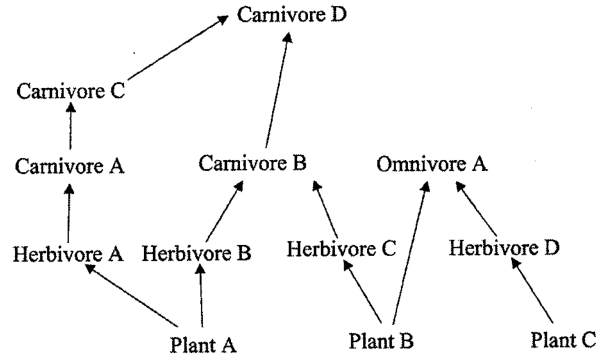 Carnivore D
Carnivore C
Carnivore A Carnivore B Omnivore A
Herbivore A Herbivore B Herbivore C Herbivore D
Plant A Plant B Plant C